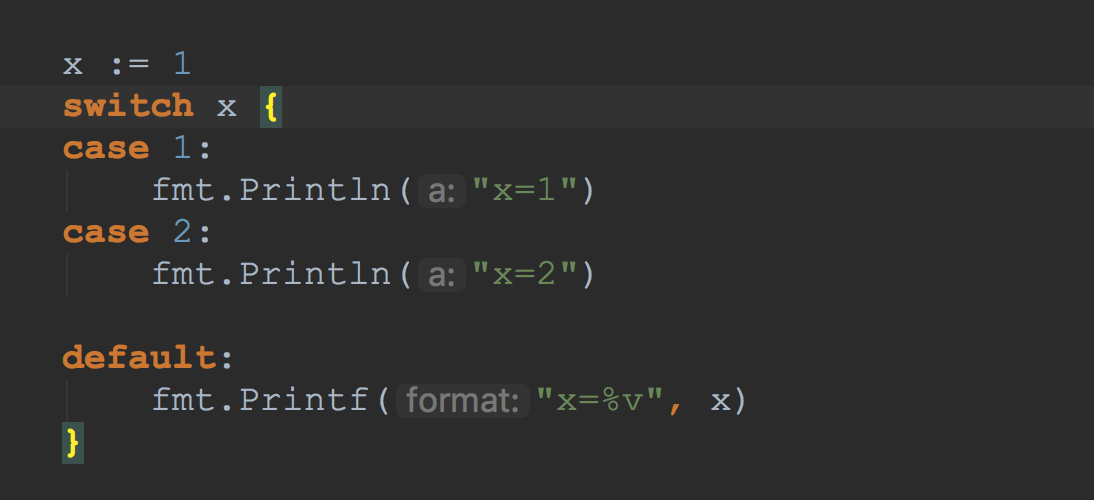 x := 1
switch x {
case 1:
    fmt.Println( a: "x=1")
case 2:
    fmt.Println( a: "x=2")
default:
    fmt.Printf( format: "x=%v", x)
}